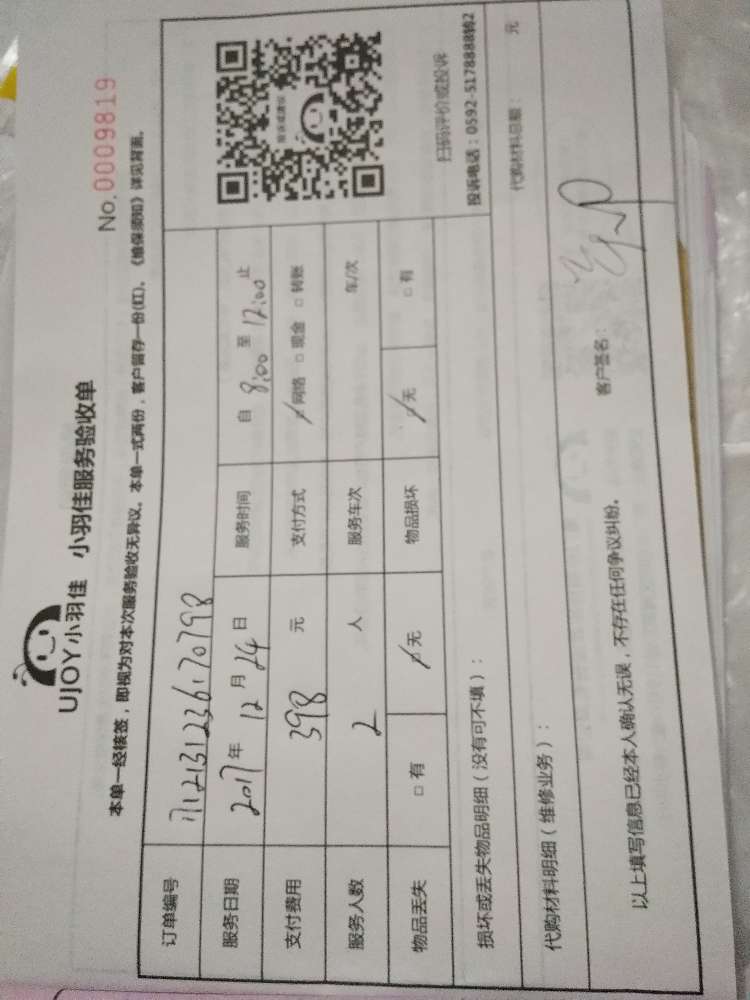 UJOY小羽佳 小羽佳服务验收单
No. 0009819
本单一经核签，即视为对本次服务验收无异议。本单一式两份，客户留存一份(红)。《维保须知》详见背面。
订单编号 1712131236170798
服务日期 2017年 12月 24日 服务时间 自 8:00 至 12:00 止
支付费用 398 元 支付方式 网络 □ 现金 □ 转账
服务人数 2 人 服务车次 车/次
物品丢失 □ 有 无 物品损坏 无 □ 有
扫码评价或投诉
投诉电话：0592-5178888转2
损坏或丢失物品明细（没有可不填）：
代购材料明细（维修业务）： 代购材料总额： 元
以上填写信息已经本人确认无误，不存在任何争议纠纷。 客户签名：